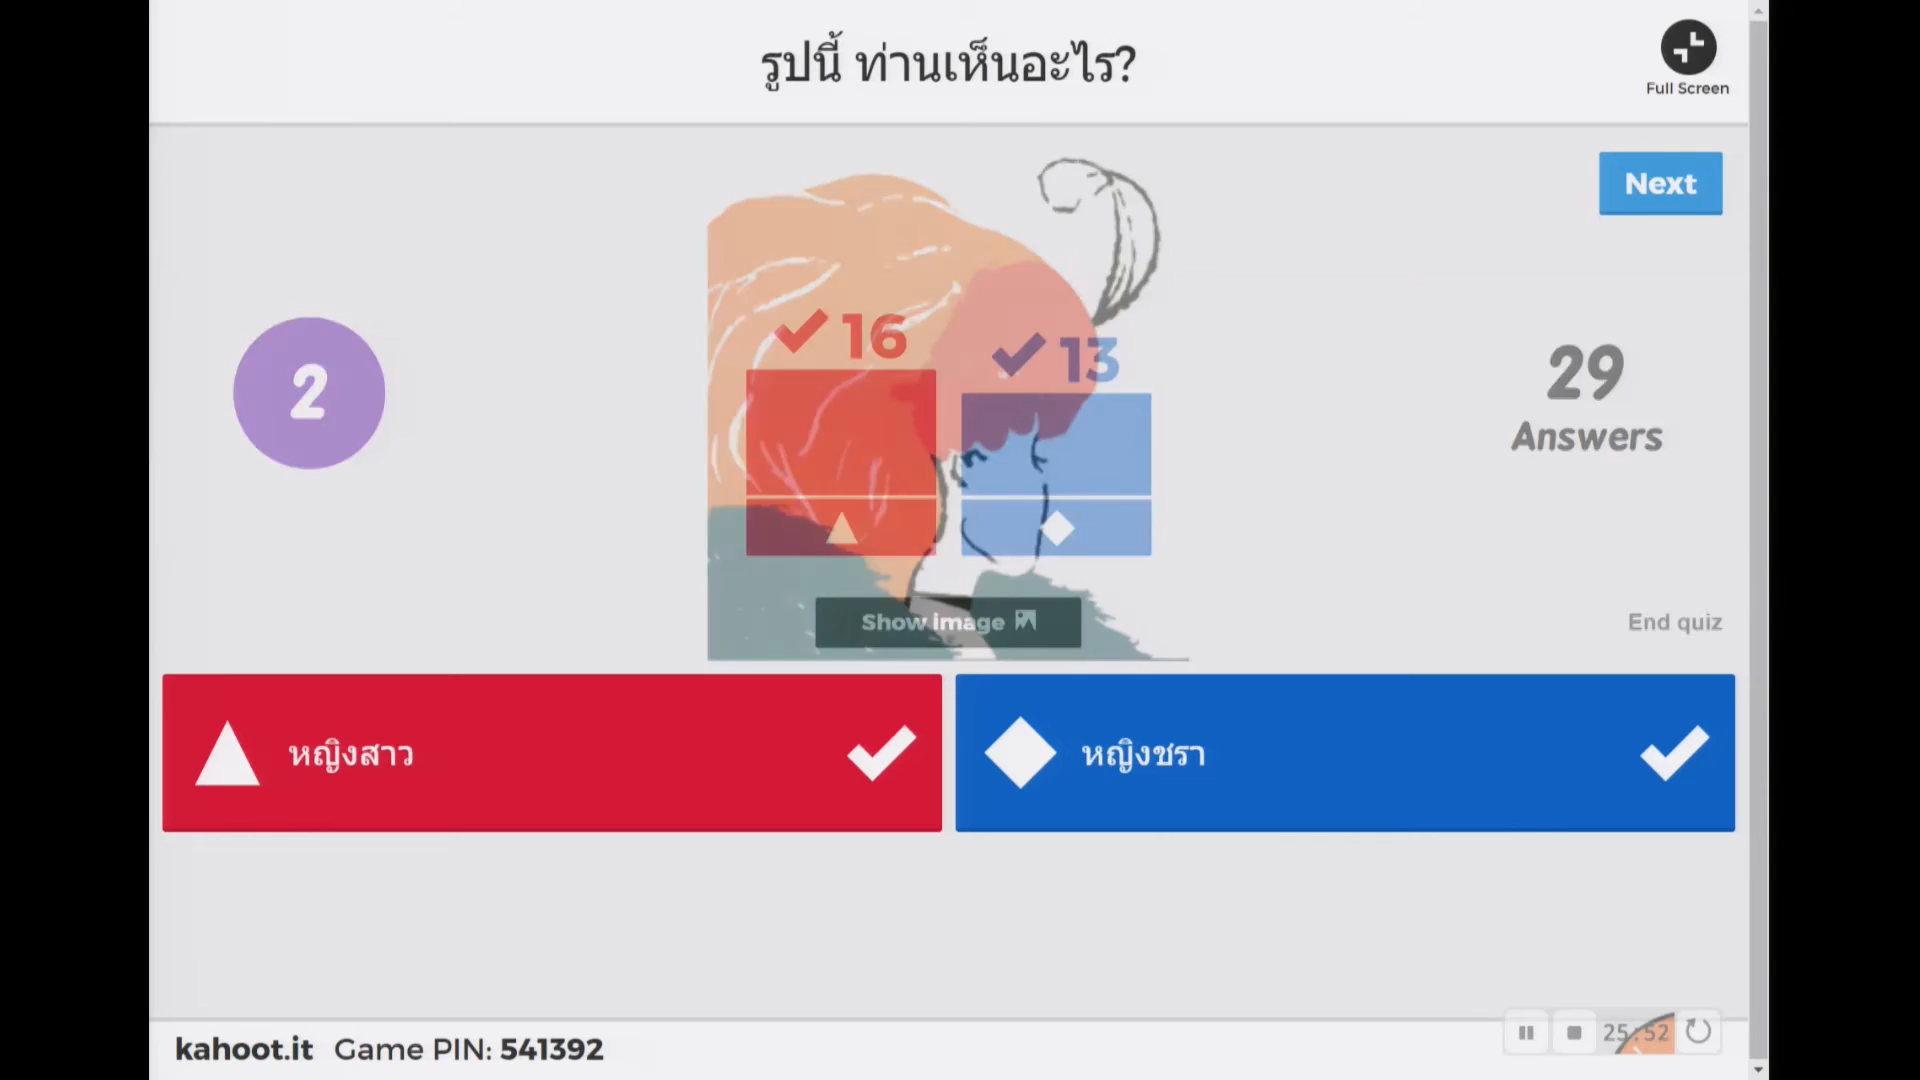 รูปนี้ ท่านเห็นอะไร?
Full Screen
Next
16
13
2
29
Answers
Show image
End quiz
หญิงสาว
หญิงชรา
kahoot.it Game PIN: 541392
25:52